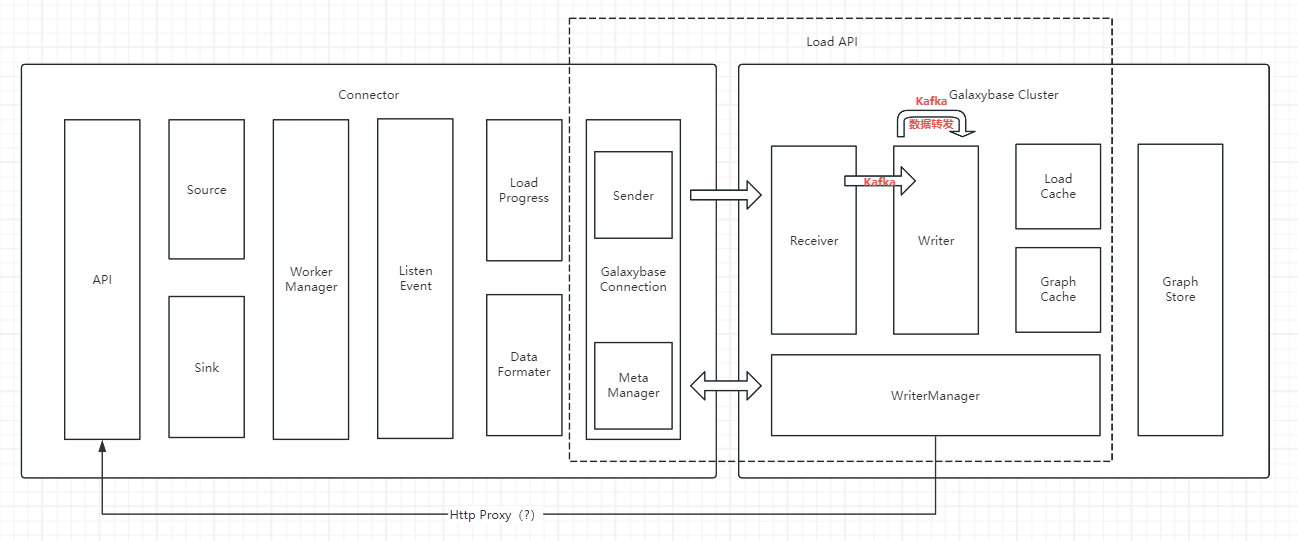 Load API
Connector
Galaxybase Cluster
Kafka
数据转发
Source
Load
Progress
Sender
Kafka
Load
Cache
API
Worker
Manager
Listen
Event
Galaxybase
Connection
Receiver
Writer
Graph
Cache
Graph
Store
Sink
Data
Formater
Meta
Manager
WriterManager
Http Proxy（?）